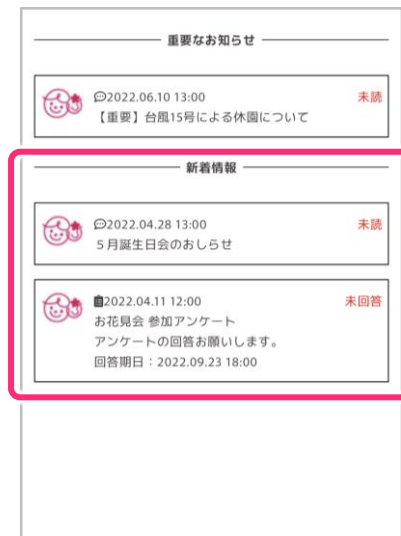 重要なお知らせ
2022.06.10 13:00 未読
【重要】台風15号による休園について
新着情報
2022.04.28 13:00 未読
５月誕生日会のおしらせ
2022.04.11 12:00 未回答
お花見会 参加アンケート
アンケートの回答お願いします。
回答期日：2022.09.23 18:00